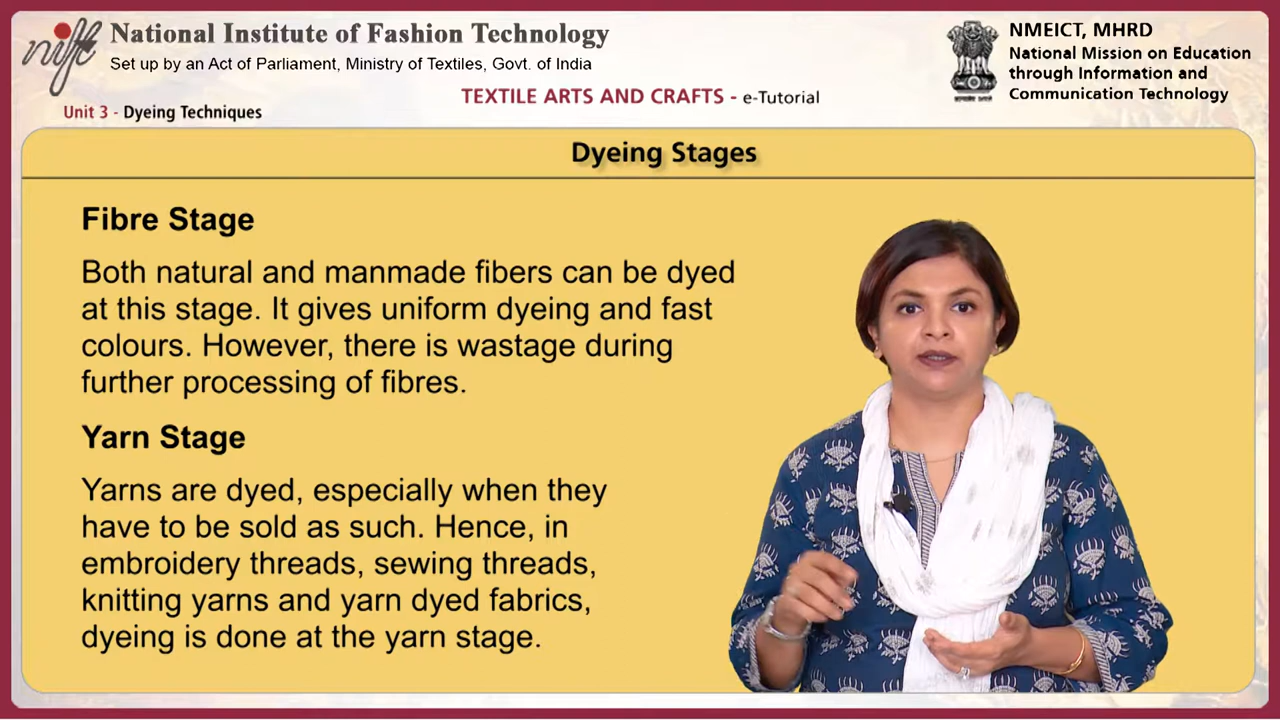 nift
National Institute of Fashion Technology
Set up by an Act of Parliament, Ministry of Textiles, Govt. of India
NMEICT, MHRD
National Mission on Education
through Information and
Communication Technology
TEXTILE ARTS AND CRAFTS - e-Tutorial
Unit 3 - Dyeing Techniques
Dyeing Stages
Fibre Stage
Both natural and manmade fibers can be dyed
at this stage. It gives uniform dyeing and fast
colours. However, there is wastage during
further processing of fibres.
Yarn Stage
Yarns are dyed, especially when they
have to be sold as such. Hence, in
embroidery threads, sewing threads,
knitting yarns and yarn dyed fabrics,
dyeing is done at the yarn stage.